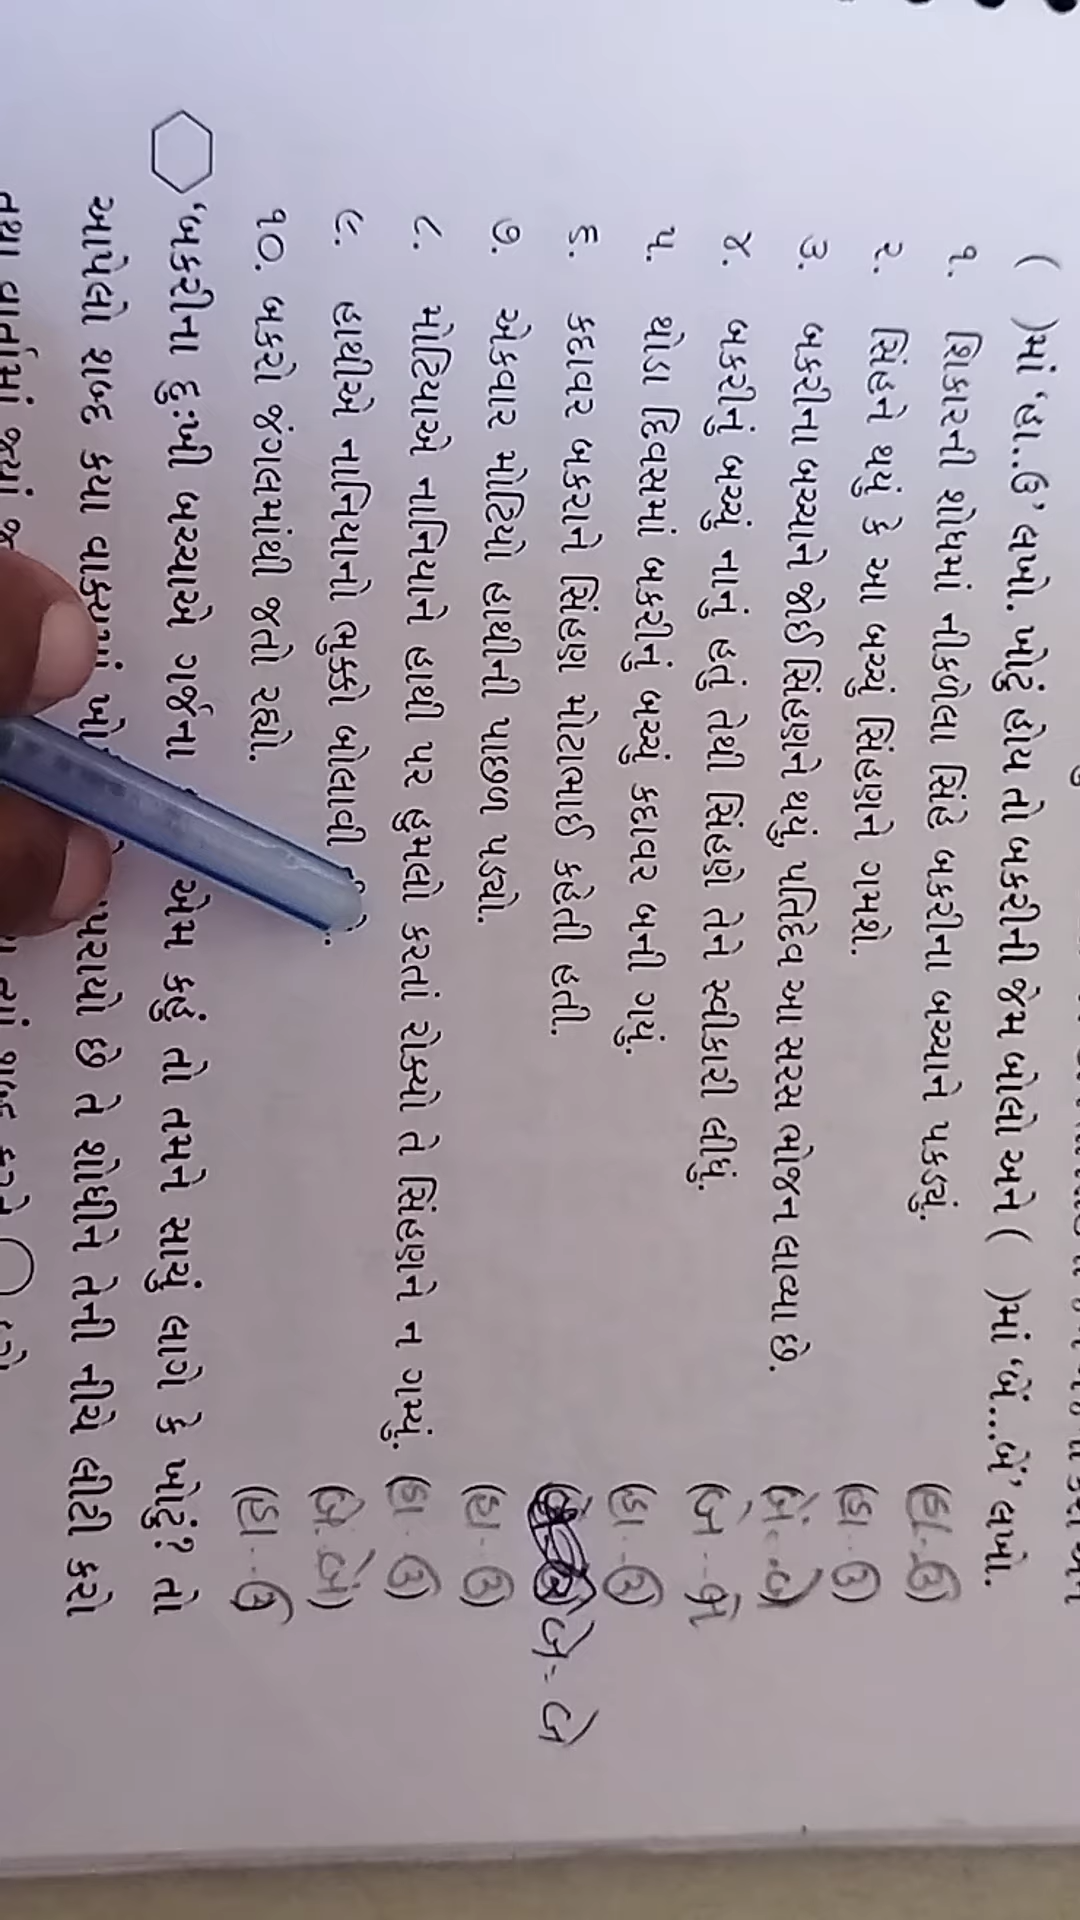 ( )માં 'હા..ઉ' લખો. ખોટું હોય તો બકરીની જેમ બોલો અને ( )માં 'બેં...બેં' લખો.
૧. શિકારની શોધમાં નીકળેલા સિંહે બકરીના બચ્ચાને પકડ્યું. (હા..ઉ)
૨. સિંહને થયું કે આ બચ્ચું સિંહણને ગમશે. (હા..ઉ)
૩. બકરીના બચ્ચાને જોઈ સિંહણને થયું પતિદેવ આ સરસ ભોજન લાવ્યા છે. (બેં..બે)
૪. બકરીનું બચ્ચું નાનું હતું તેથી સિંહણે તેને સ્વીકારી લીધું. (બે..બે
૫. થોડા દિવસમાં બકરીનું બચ્ચું કદાવર બની ગયું. (હા..ઉ)
૬. કદાવર બકરાને સિંહણ મોટાભાઈ કહેતી હતી. બે-બે
૭. એકવાર મોટિયો હાથીની પાછળ પડ્યો. (હા..ઉ)
૮. મોટિયાએ નાનિયાને હાથી પર હુમલો કરતાં રોક્યો તે સિંહણને ન ગમ્યું. (હા..ઉ)
૯. હાથીએ નાનિયાનો ભુક્કો બોલાવી (બે..બેં)
૧૦. બકરો જંગલમાંથી જતો રહ્યો. (હા..ઉ
'બકરીના દુઃખી બચ્ચાએ ગર્જના એમ કહું તો તમને સાચું લાગે કે ખોટું? તો
આપેલો શબ્દ કયા છે તે શોધીને તેની નીચે લીટી કરો